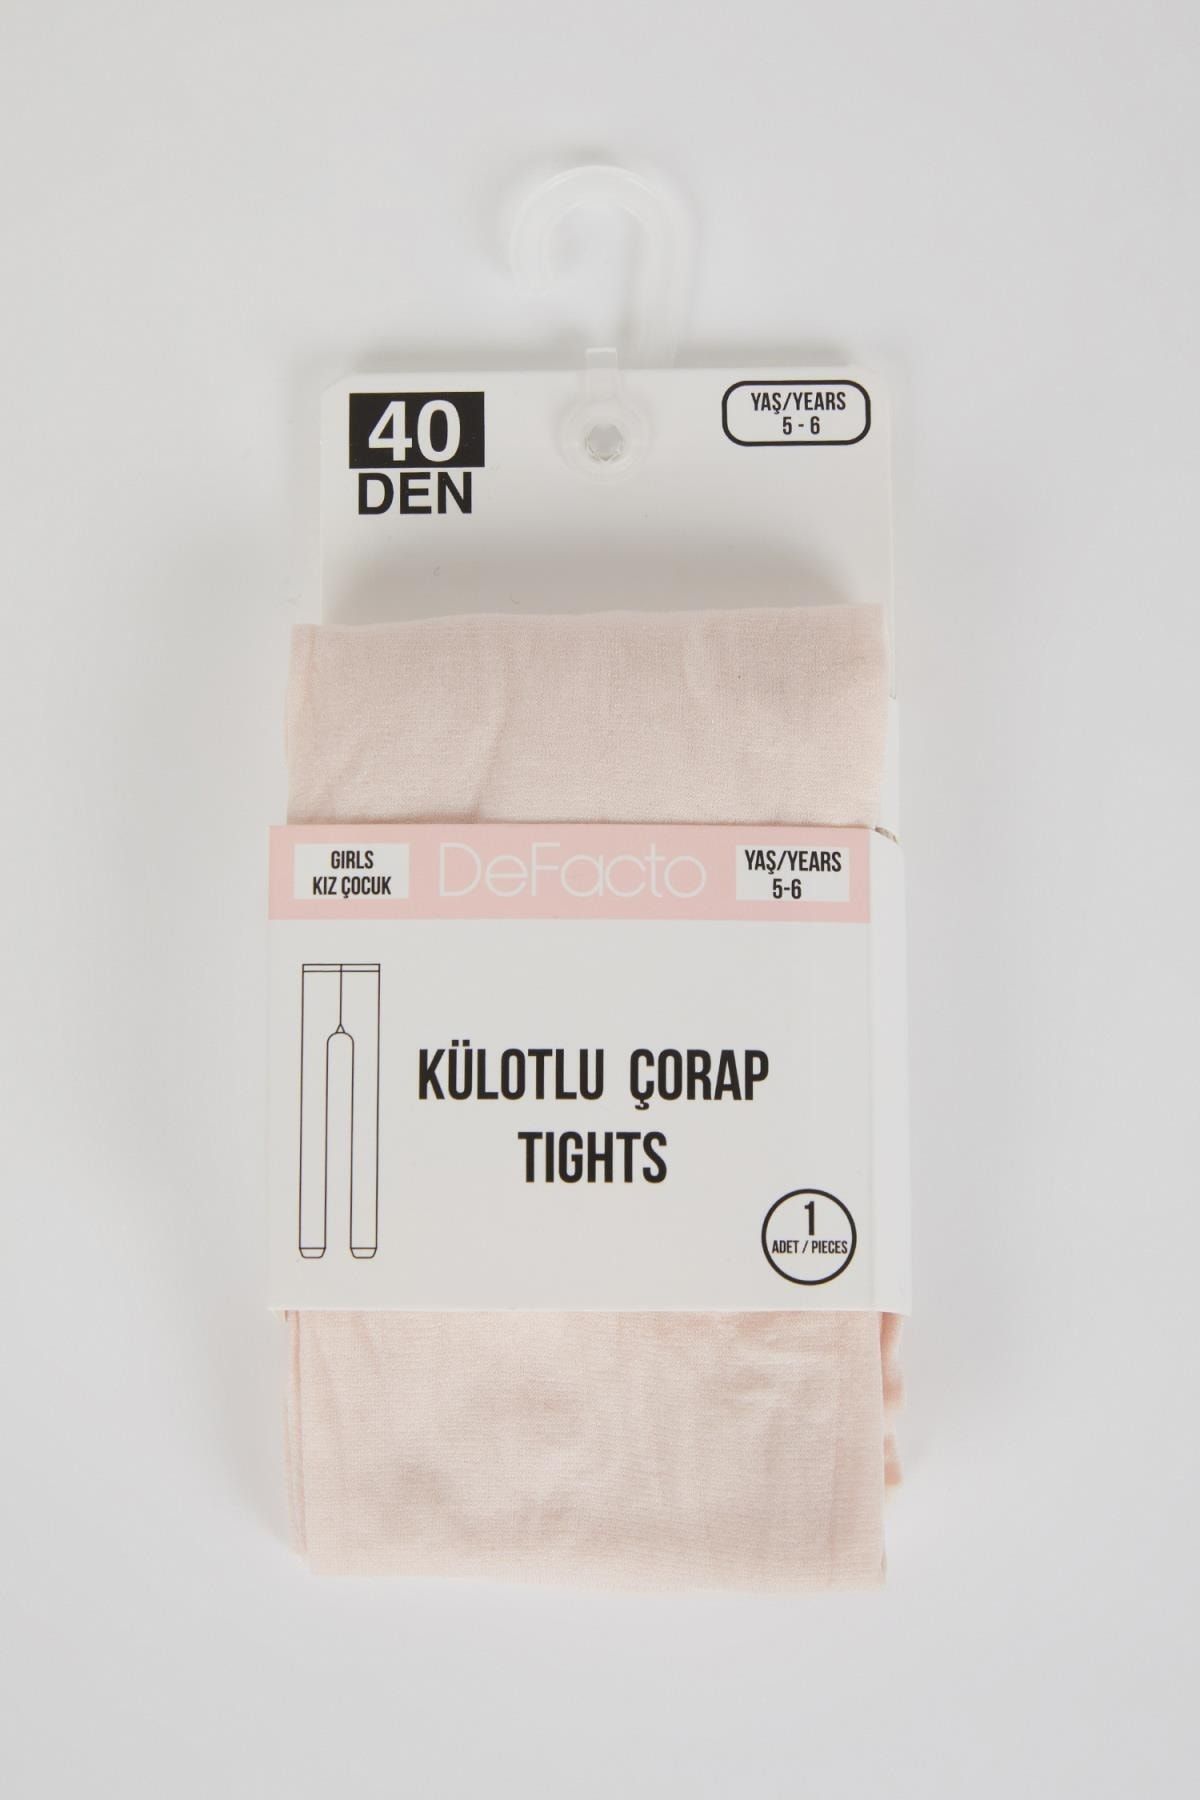 40
DEN
YAŞ/YEARS
5 - 6
GIRLS
KIZ ÇOCUK
DeFacto
YAŞ/YEARS
5-6
KÜLOTLU ÇORAP
TIGHTS
1
ADET / PIECES